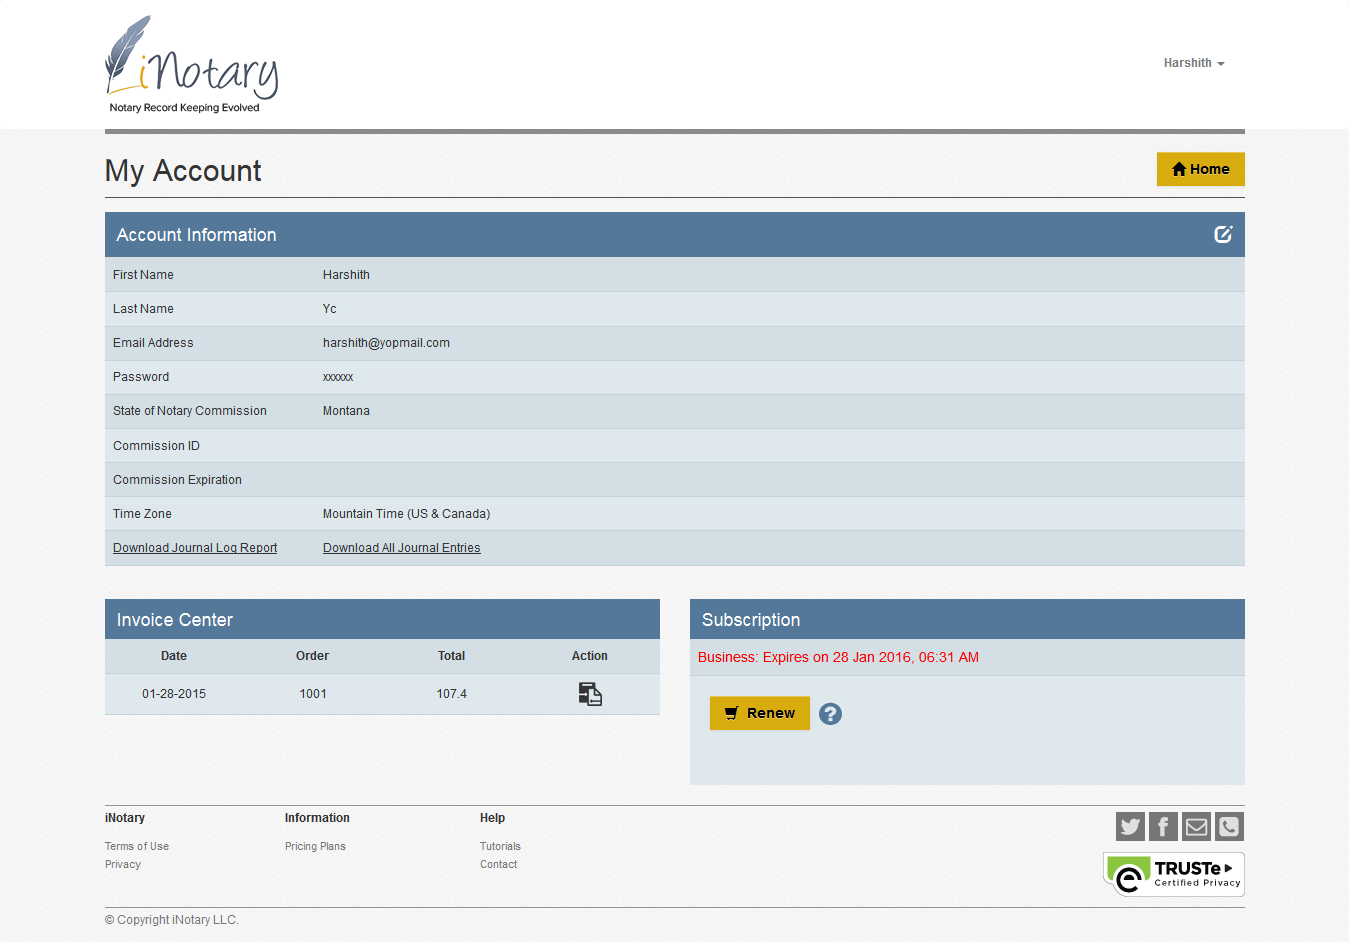 iNotary
Notary Record Keeping Evolved
Harshith
My Account
Home
Account Information
First Name Harshith
Last Name Yc
Email Address harshith@yopmail.com
Password xxxxxx
State of Notary Commission Montana
Commission ID
Commission Expiration
Time Zone Mountain Time (US & Canada)
Download Journal Log Report Download All Journal Entries
Invoice Center
Date Order Total Action
01-28-2015 1001 107.4
Subscription
Business: Expires on 28 Jan 2016, 06:31 AM
Renew ?
iNotary Information Help
Terms of Use Pricing Plans Tutorials
Privacy Contact
TRUSTe
Certified Privacy
© Copyright iNotary LLC.